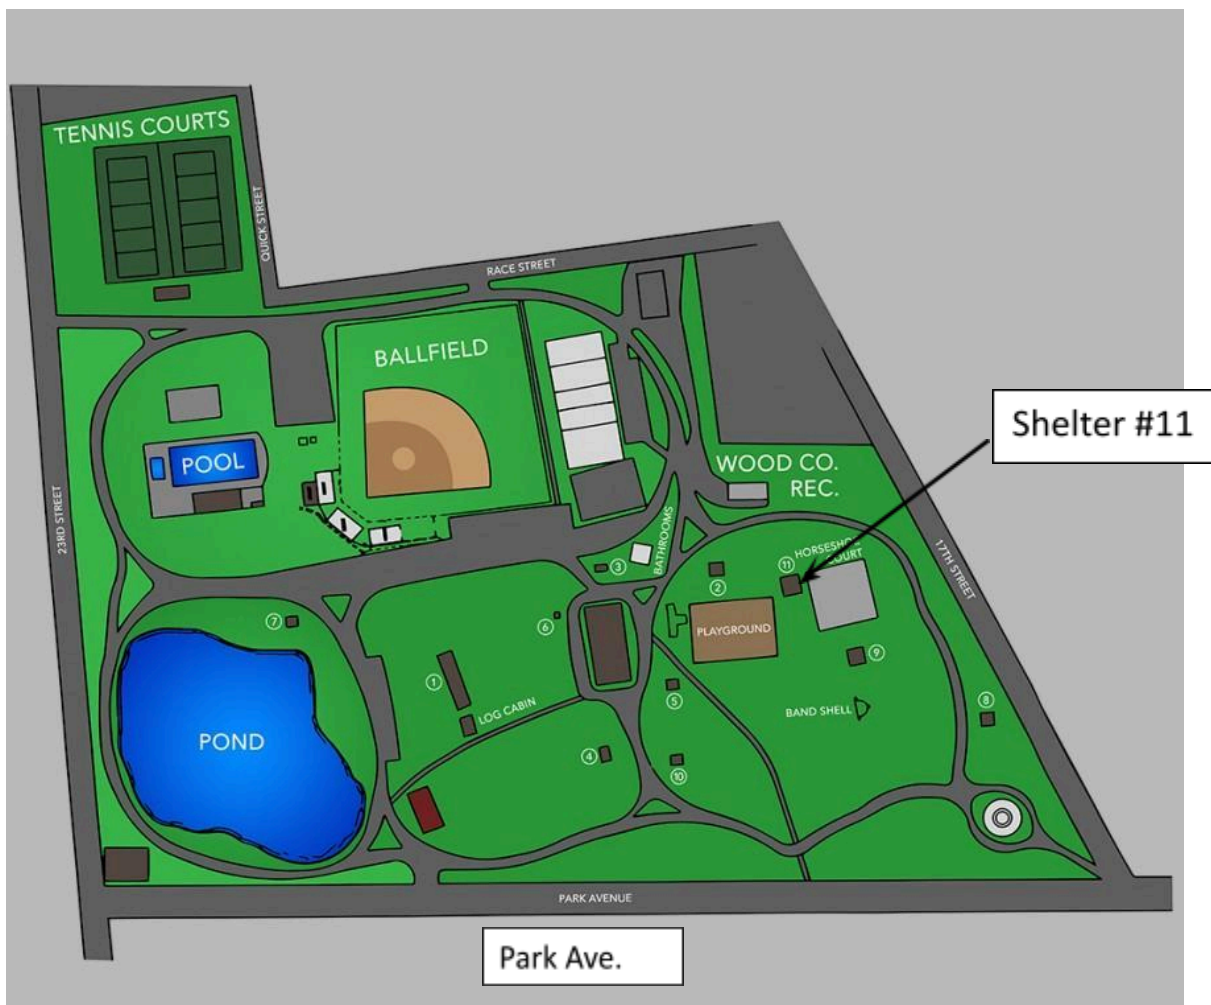 TENNIS COURTS
QUICK STREET
RACE STREET
BALLFIELD
POOL
Shelter #11
WOOD CO.
REC.
23RD STREET
BATHROOMS
17TH STREET
3
2
11
HORSESHO
COURT
7
6
PLAYGROUND
9
1
5
LOG CABIN
BAND SHELL
8
POND
4
10
PARK AVENUE
Park Ave.